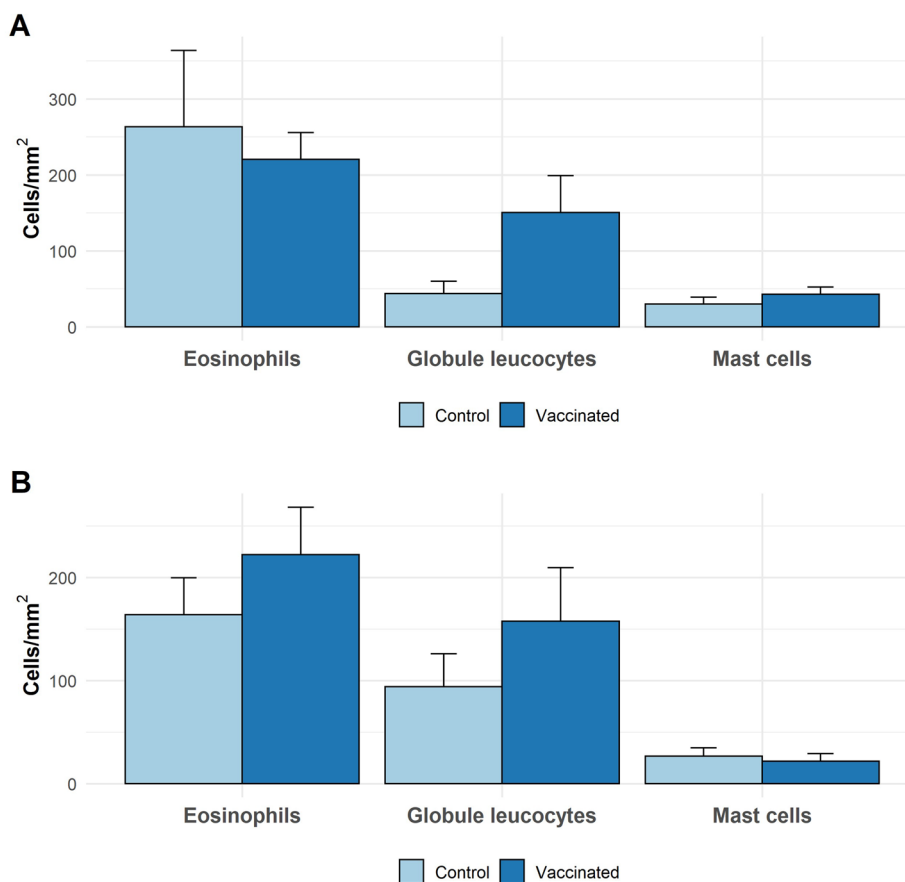 A
Cells/mm²
300
200
100
0
Eosinophils Globule leucocytes Mast cells
Control Vaccinated
B
Cells/mm²
200
100
0
Eosinophils Globule leucocytes Mast cells
Control Vaccinated